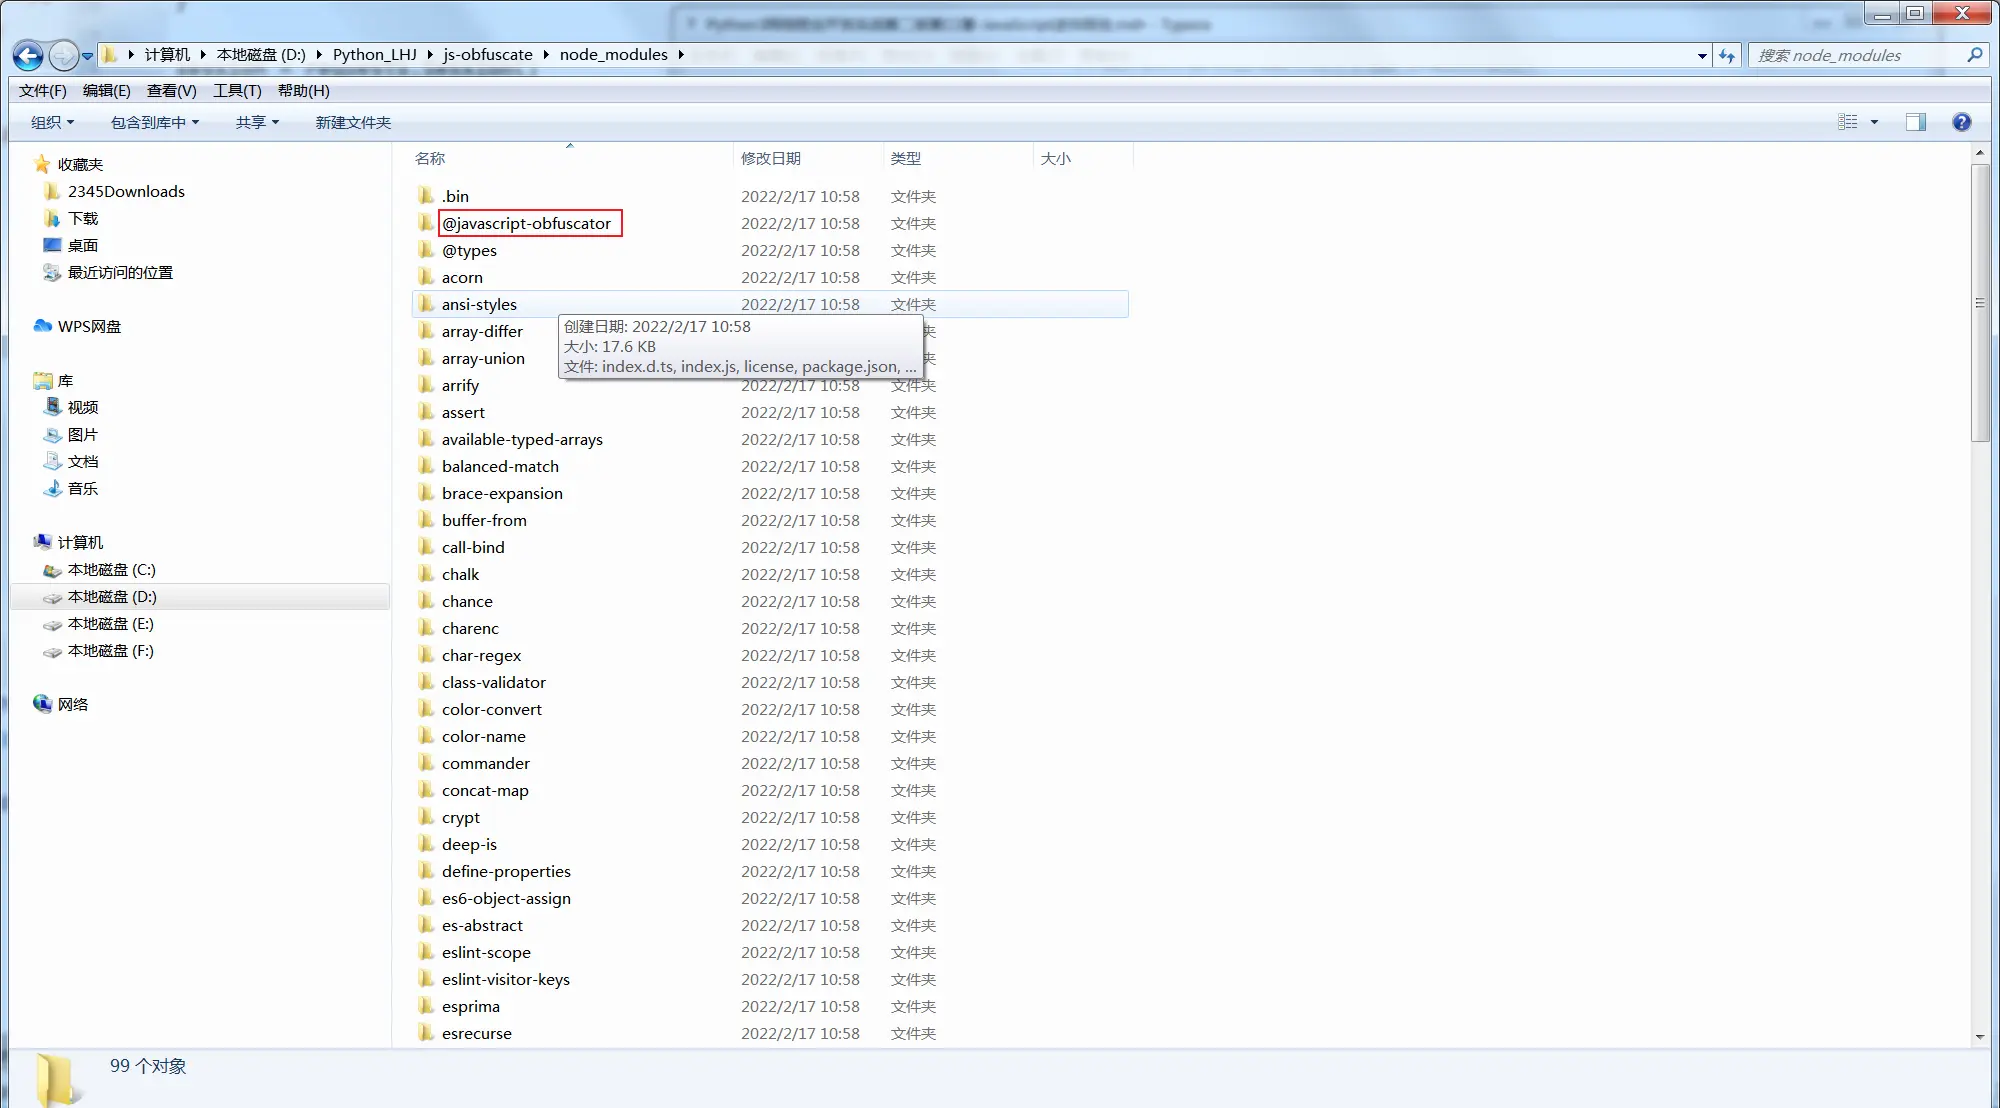 计算机 本地磁盘 (D:) Python_LHJ js-obfuscate node_modules 搜索 node_modules
文件(F) 编辑(E) 查看(V) 工具(T) 帮助(H)
组织 包含到库中 共享 新建文件夹
收藏夹
2345Downloads
下载
桌面
最近访问的位置
WPS网盘
库
视频
图片
文档
音乐
计算机
本地磁盘 (C:)
本地磁盘 (D:)
本地磁盘 (E:)
本地磁盘 (F:)
网络
名称 修改日期 类型 大小
.bin 2022/2/17 10:58 文件夹
@javascript-obfuscator 2022/2/17 10:58 文件夹
@types 2022/2/17 10:58 文件夹
acorn 2022/2/17 10:58 文件夹
ansi-styles 2022/2/17 10:58 文件夹
array-differ 夹
array-union 夹
创建日期: 2022/2/17 10:58
大小: 17.6 KB
文件: index.d.ts, index.js, license, package.json, ...
arrify 2022/2/17 10:58 文件夹
assert 2022/2/17 10:58 文件夹
available-typed-arrays 2022/2/17 10:58 文件夹
balanced-match 2022/2/17 10:58 文件夹
brace-expansion 2022/2/17 10:58 文件夹
buffer-from 2022/2/17 10:58 文件夹
call-bind 2022/2/17 10:58 文件夹
chalk 2022/2/17 10:58 文件夹
chance 2022/2/17 10:58 文件夹
charenc 2022/2/17 10:58 文件夹
char-regex 2022/2/17 10:58 文件夹
class-validator 2022/2/17 10:58 文件夹
color-convert 2022/2/17 10:58 文件夹
color-name 2022/2/17 10:58 文件夹
commander 2022/2/17 10:58 文件夹
concat-map 2022/2/17 10:58 文件夹
crypt 2022/2/17 10:58 文件夹
deep-is 2022/2/17 10:58 文件夹
define-properties 2022/2/17 10:58 文件夹
es6-object-assign 2022/2/17 10:58 文件夹
es-abstract 2022/2/17 10:58 文件夹
eslint-scope 2022/2/17 10:58 文件夹
eslint-visitor-keys 2022/2/17 10:58 文件夹
esprima 2022/2/17 10:58 文件夹
esrecurse 2022/2/17 10:58 文件夹
99 个对象